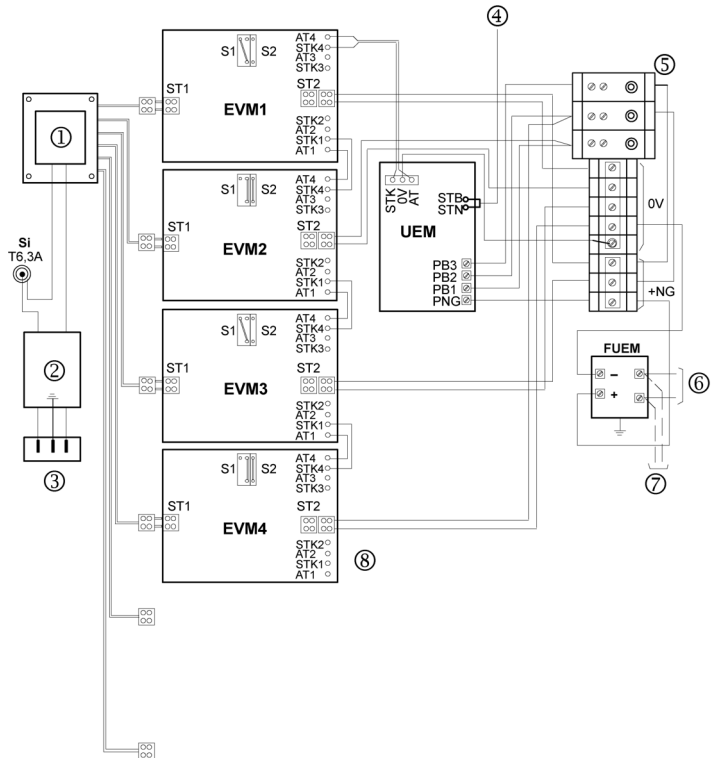 ④
AT4
STK4
AT3
STK3
S1 S2
ST1
ST2
EVM1
STK2
AT2
STK1
AT1
①
Si
T6,3A
AT4
STK4
AT3
STK3
S1 S2
ST1
ST2
EVM2
STK2
AT2
STK1
AT1
STK
0V
AT
STB
STN
UEM
PB3
PB2
PB1
PNG
⑤
0V
+NG
②
③
AT4
STK4
AT3
STK3
S1 S2
ST1
ST2
EVM3
STK2
AT2
STK1
AT1
FUEM
–
+
⑥
⑦
AT4
STK4
AT3
STK3
S1 S2
ST1
ST2
EVM4
STK2
AT2
STK1
AT1
⑧